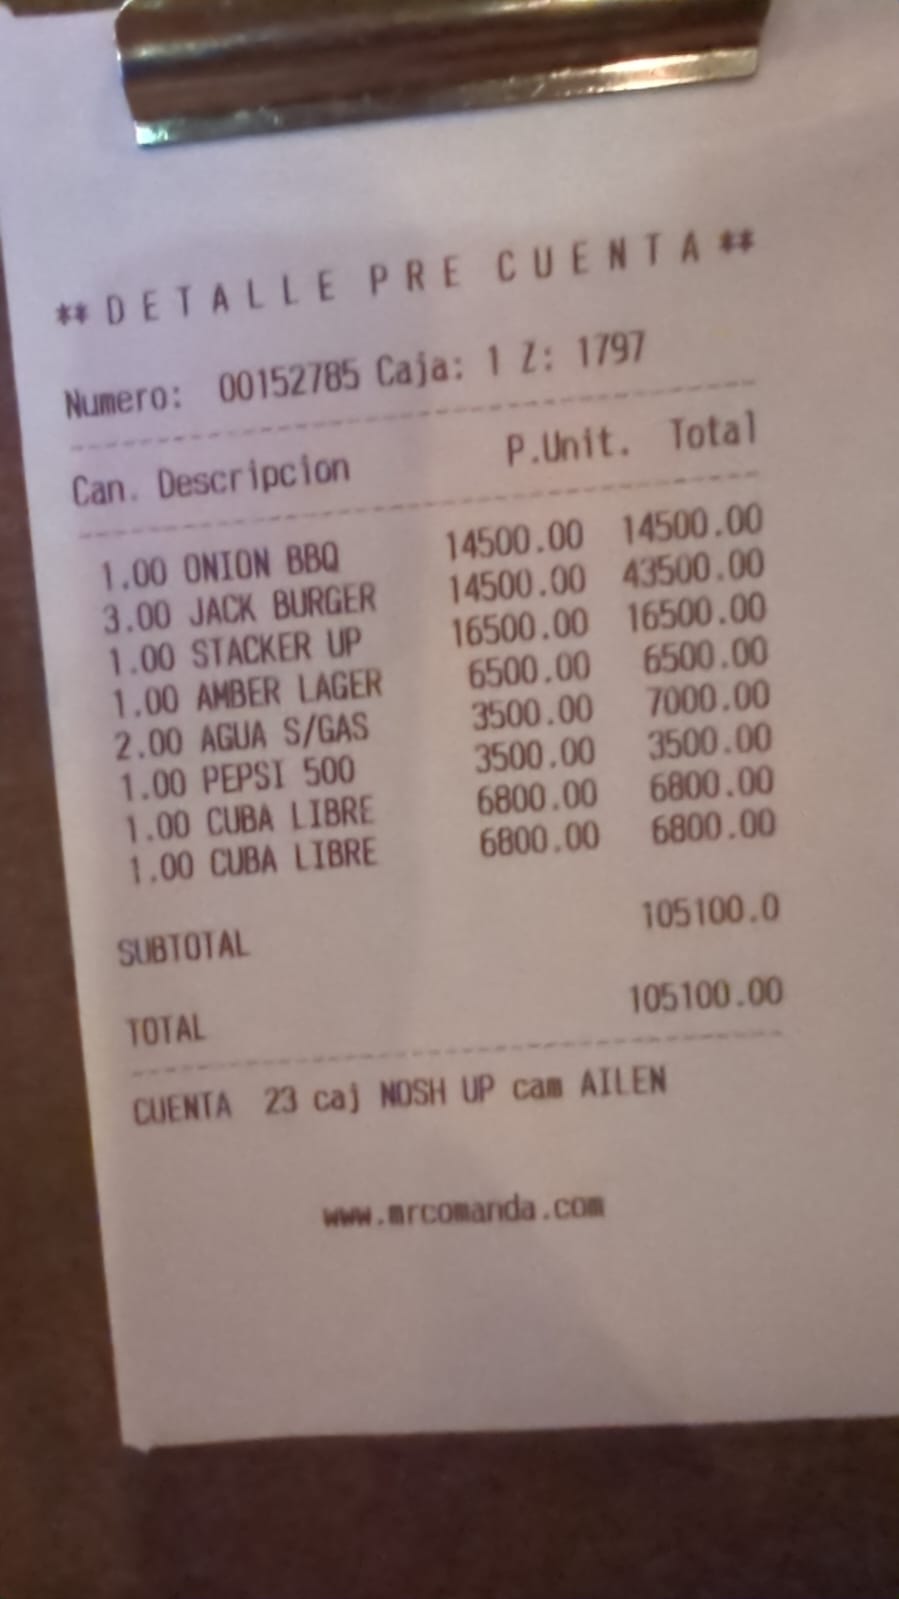 ** D E T A L L E  P R E  C U E N T A **
Numero: 00152785 Caja: 1 Z: 1797
Can. Descripcion P.Unit. Total
1.00 ONION BBQ 14500.00 14500.00
3.00 JACK BURGER 14500.00 43500.00
1.00 STACKER UP 16500.00 16500.00
1.00 AMBER LAGER 6500.00 6500.00
2.00 AGUA S/GAS 3500.00 7000.00
1.00 PEPSI 500 3500.00 3500.00
1.00 CUBA LIBRE 6800.00 6800.00
1.00 CUBA LIBRE 6800.00 6800.00
SUBTOTAL 105100.0
TOTAL 105100.00
CUENTA 23 caj NOSH UP cam AILEN
www.mrcomanda.com